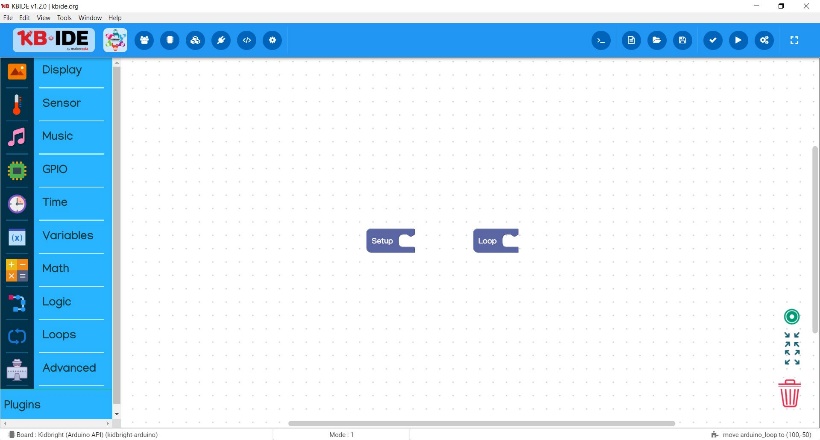 KB KBIDE v1.2.0 | kbide.org
File Edit View Tools Window Help
KB IDE
Display
Sensor
Music
GPIO
Time
Variables
Math
Logic
Loops
Advanced
Plugins
Setup
Loop
Board : Kidbright (Arduino API) (kidbright-arduino)
Mode : 1
move arduino_loop to (100,-50)